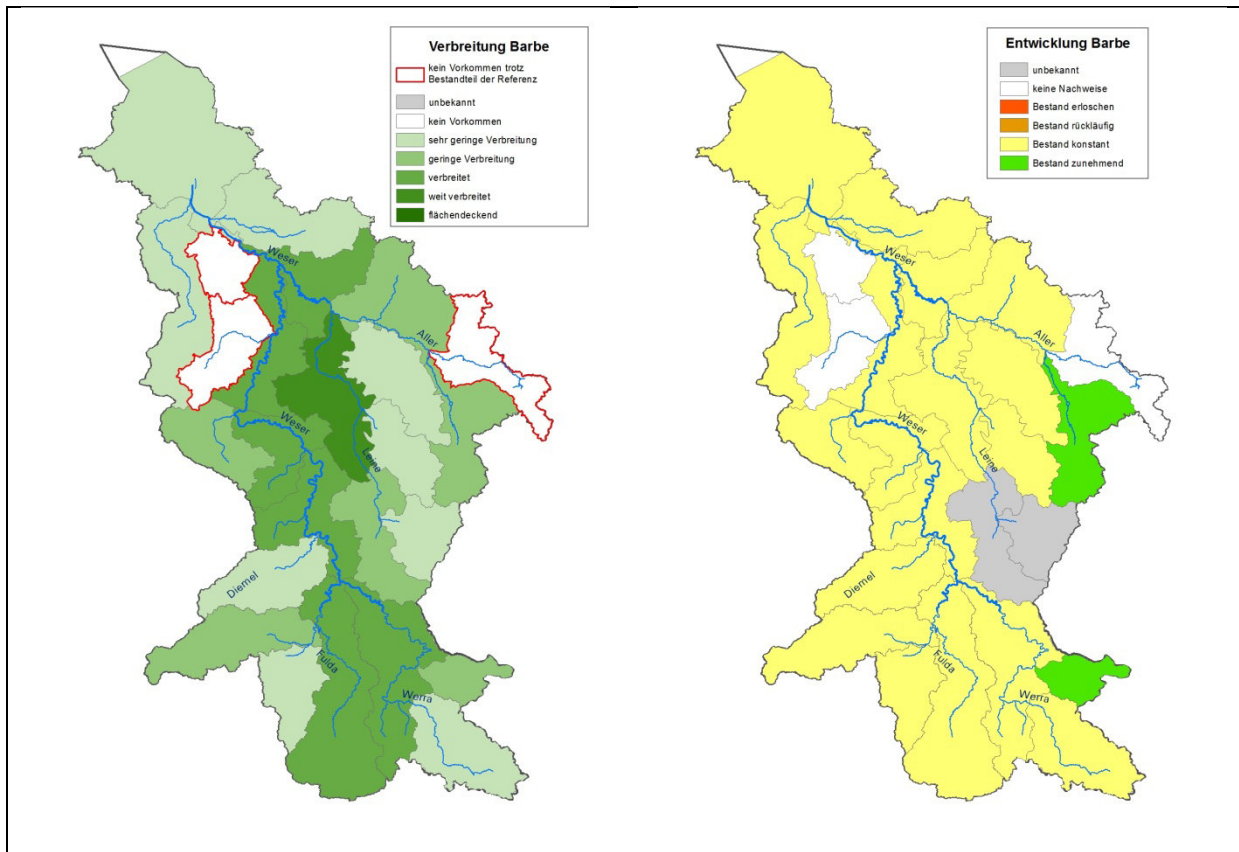 Verbreitung Barbe
kein Vorkommen trotz
Bestandteil der Referenz
unbekannt
kein Vorkommen
sehr geringe Verbreitung
geringe Verbreitung
verbreitet
weit verbreitet
flächendeckend
Weser
Aller
Weser
Leine
Diemel
Fulda
Werra
Entwicklung Barbe
unbekannt
keine Nachweise
Bestand erloschen
Bestand rückläufig
Bestand konstant
Bestand zunehmend
Weser
Aller
Weser
Leine
Diemel
Fulda
Werra